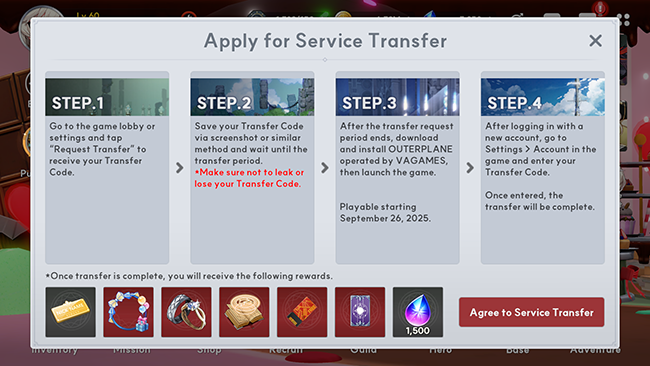 Lv.60
Apply for Service Transfer
STEP.1
Go to the game lobby or
settings and tap
"Request Transfer" to
receive your Transfer
Code.
STEP.2
Save your Transfer Code
via screenshot or similar
method and wait until the
transfer period.
*Make sure not to leak or
lose your Transfer Code.
STEP.3
After the transfer request
period ends, download
and install OUTERPLANE
operated by VAGAMES,
then launch the game.
Playable starting
September 26, 2025.
STEP.4
After logging in with a
new account, go to
Settings > Account in the
game and enter your
Transfer Code.
Once entered, the
transfer will be complete.
*Once transfer is complete, you will receive the following rewards.
1,500
Agree to Service Transfer
Inventory
Mission
Shop
Recruit
Guild
Hero
Base
Adventure